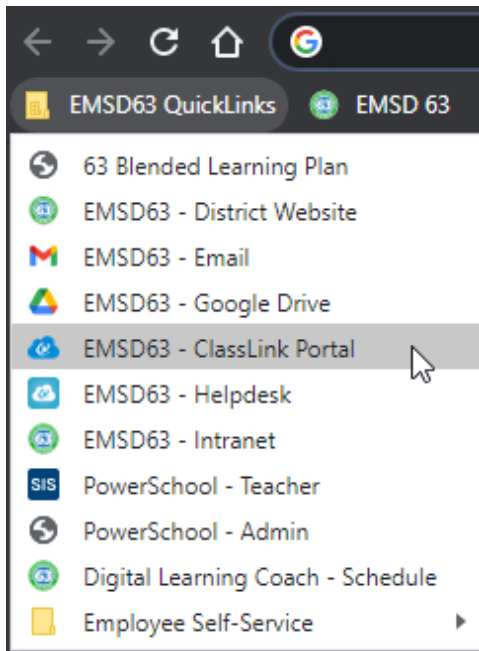 EMSD63 QuickLinks EMSD 63
63 Blended Learning Plan
EMSD63 - District Website
EMSD63 - Email
EMSD63 - Google Drive
EMSD63 - ClassLink Portal
EMSD63 - Helpdesk
EMSD63 - Intranet
SIS PowerSchool - Teacher
PowerSchool - Admin
Digital Learning Coach - Schedule
Employee Self-Service